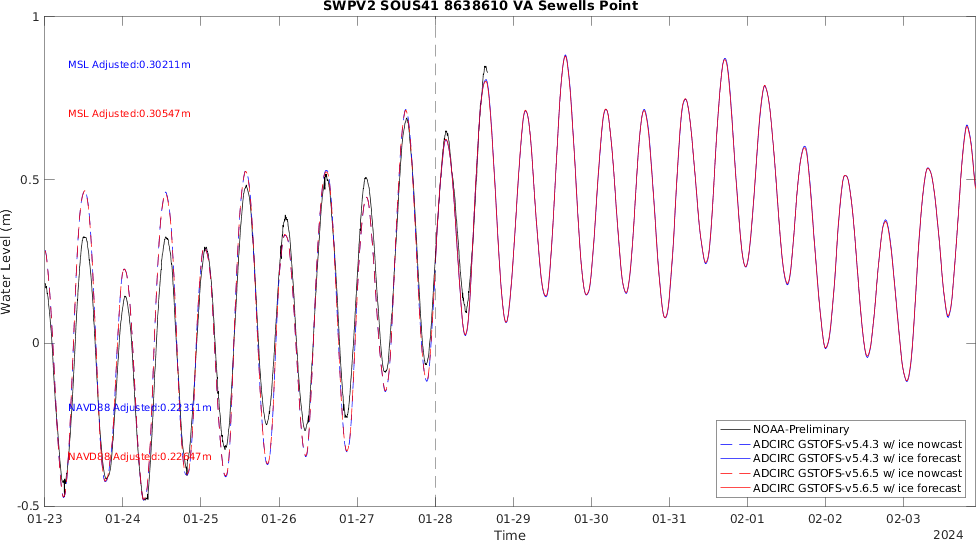 SWPV2 SOUS41 8638610 VA Sewells Point
1
MSL Adjusted:0.30211m
MSL Adjusted:0.30547m
0.5
Water Level (m)
0
NAVD88 Adjusted:0.22311m
NAVD88 Adjusted:0.22647m
-0.5
NOAA-Preliminary
ADCIRC GSTOFS-v5.4.3 w/ ice nowcast
ADCIRC GSTOFS-v5.4.3 w/ ice forecast
ADCIRC GSTOFS-v5.6.5 w/ ice nowcast
ADCIRC GSTOFS-v5.6.5 w/ ice forecast
01-23 01-24 01-25 01-26 01-27 01-28 01-29 01-30 01-31 02-01 02-02 02-03
Time
2024